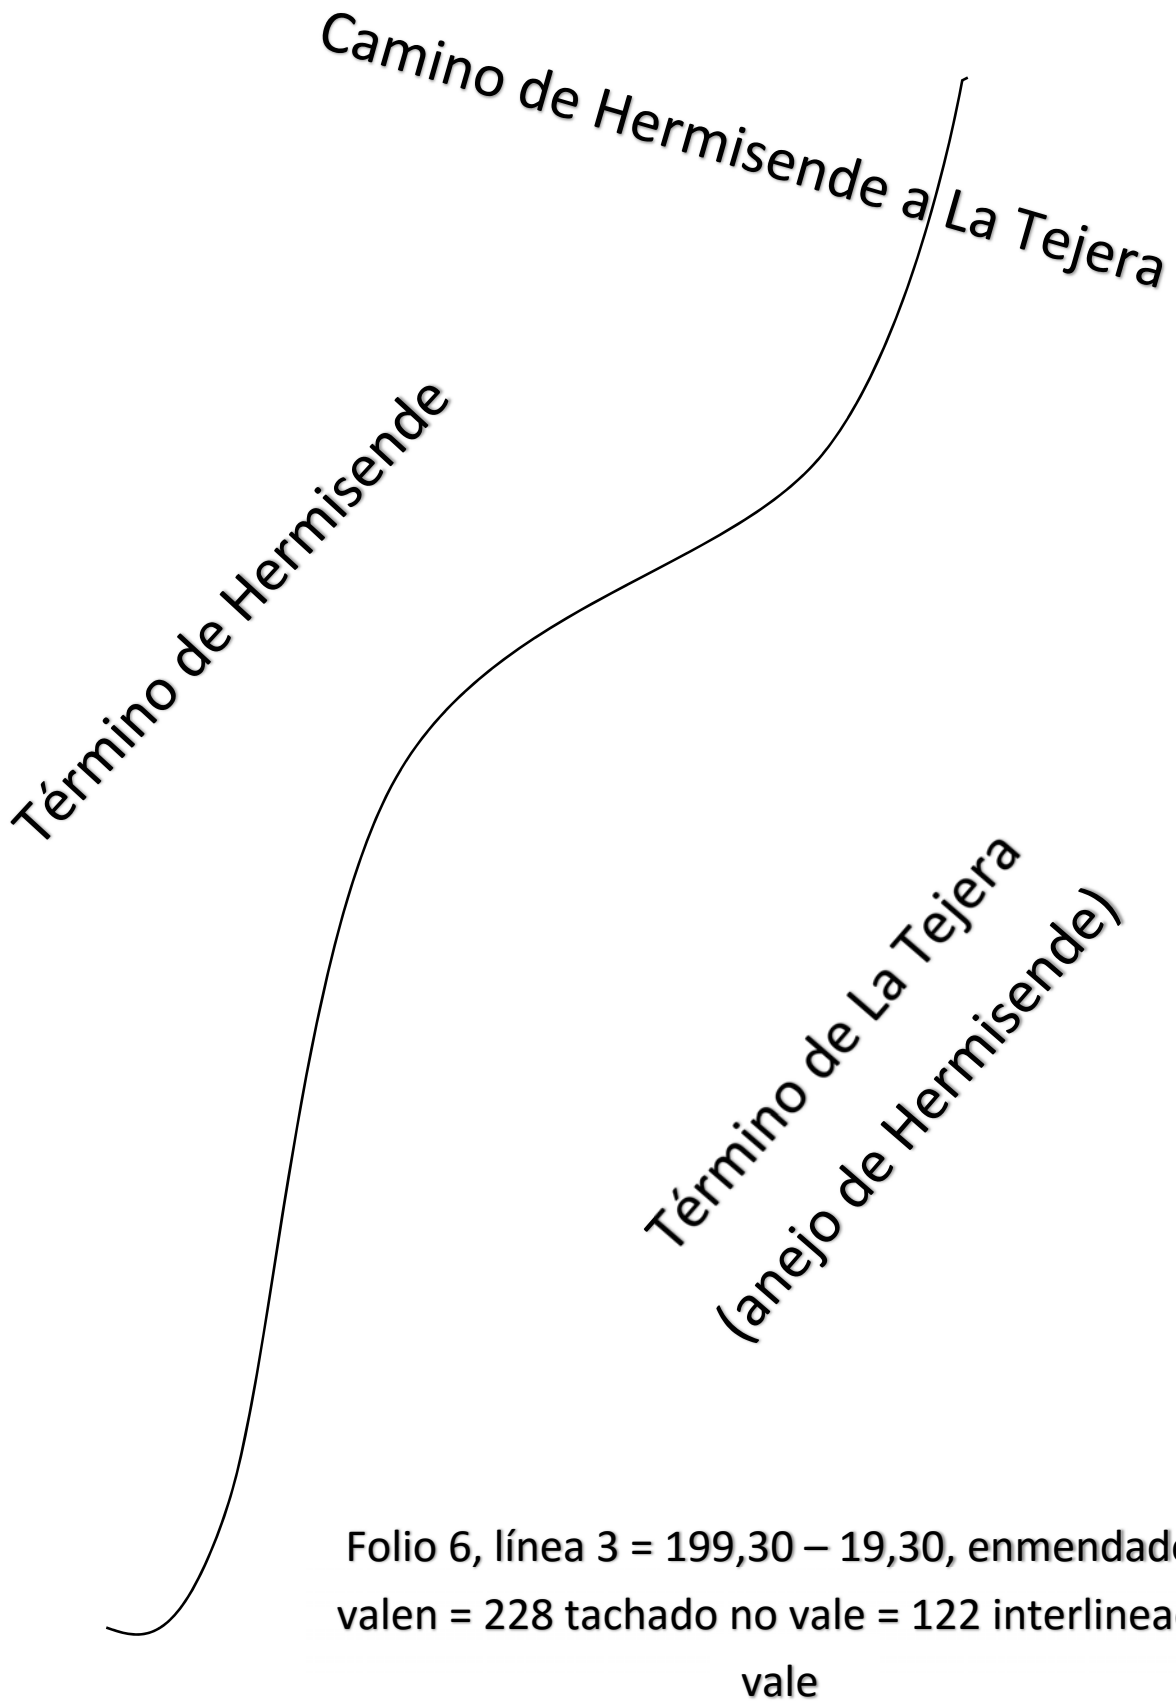 Camino de Hermisende a La Tejera
Término de Hermisende
Término de La Tejera
(anejo de Hermisende)
Folio 6, línea 3 = 199,30 – 19,30, enmendado
valen = 228 tachado no vale = 122 interlinea
vale